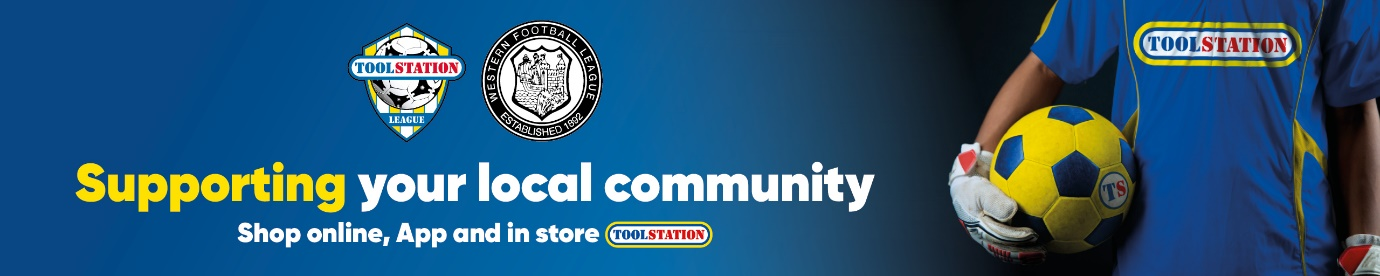 TOOLSTATION
LEAGUE
WESTERN FOOTBALL LEAGUE
ESTABLISHED 1892
TOOLSTATION
TS
Supporting your local community
Shop online, App and in store TOOLSTATION